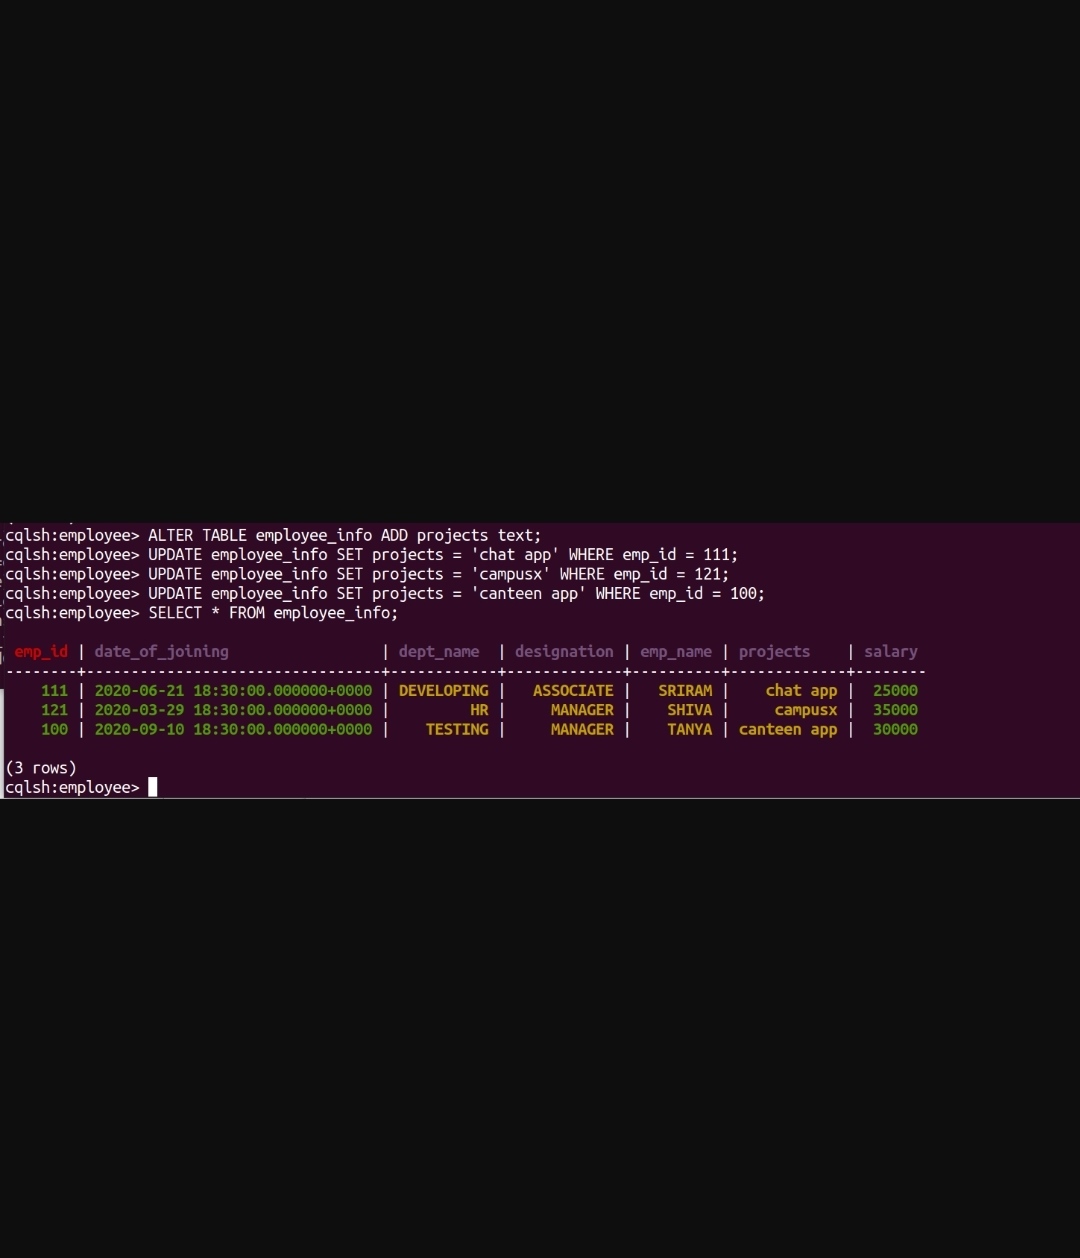 cqlsh:employee> ALTER TABLE employee_info ADD projects text;
cqlsh:employee> UPDATE employee_info SET projects = 'chat app' WHERE emp_id = 111;
cqlsh:employee> UPDATE employee_info SET projects = 'campusx' WHERE emp_id = 121;
cqlsh:employee> UPDATE employee_info SET projects = 'canteen app' WHERE emp_id = 100;
cqlsh:employee> SELECT * FROM employee_info;
emp_id | date_of_joining | dept_name | designation | emp_name | projects | salary
--------+---------------------------------+------------+-------------+----------+-------------+--------
111 | 2020-06-21 18:30:00.000000+0000 | DEVELOPING | ASSOCIATE | SRIRAM | chat app | 25000
121 | 2020-03-29 18:30:00.000000+0000 | HR | MANAGER | SHIVA | campusx | 35000
100 | 2020-09-10 18:30:00.000000+0000 | TESTING | MANAGER | TANYA | canteen app | 30000
(3 rows)
cqlsh:employee>